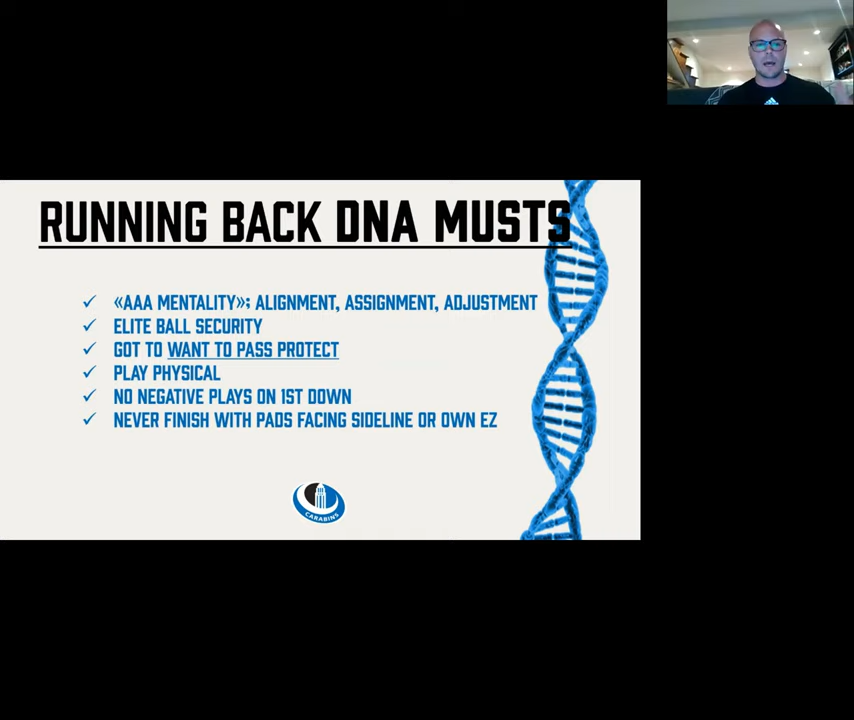 RUNNING BACK DNA MUSTS
✓ «AAA MENTALITY»; ALIGNMENT, ASSIGNMENT, ADJUSTMENT
✓ ELITE BALL SECURITY
✓ GOT TO WANT TO PASS PROTECT
✓ PLAY PHYSICAL
✓ NO NEGATIVE PLAYS ON 1ST DOWN
✓ NEVER FINISH WITH PADS FACING SIDELINE OR OWN EZ
CARABINS